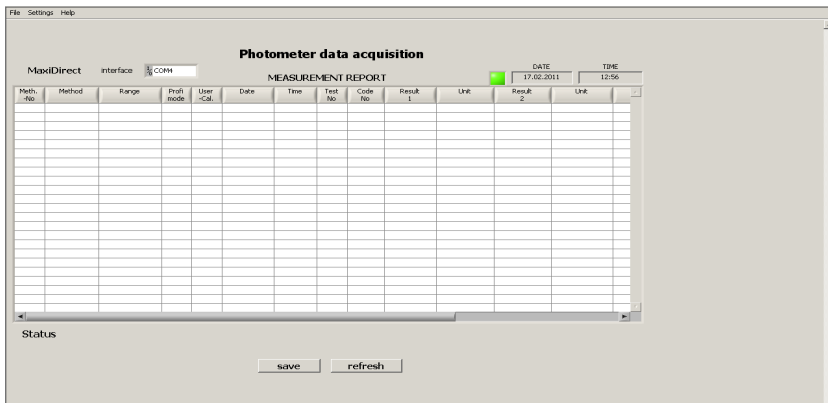 File Settings Help
Photometer data acquisition
MaxiDirect interface COM4 DATE TIME
MEASUREMENT REPORT 17.02.2011 12:56
Meth. -No Method Range Profi mode User -Cal. Date Time Test No Code No Result 1 Unit Result 2 Unit
Status
save refresh